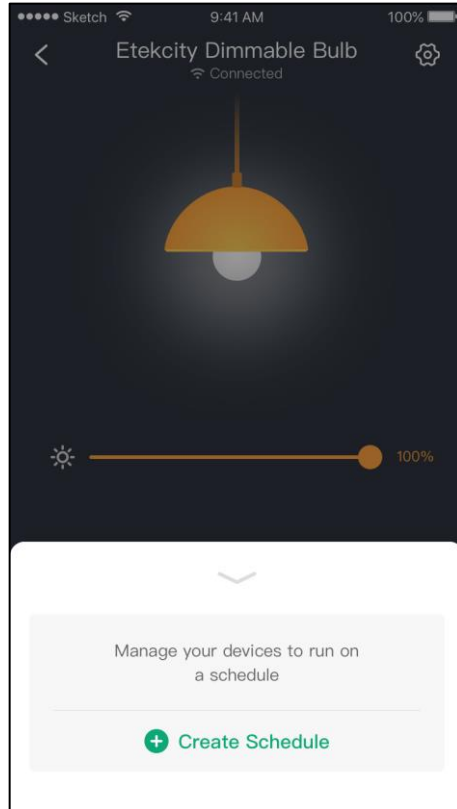 Sketch 9:41 AM 100%
Etekcity Dimmable Bulb
Connected
100%
Manage your devices to run on
a schedule
Create Schedule